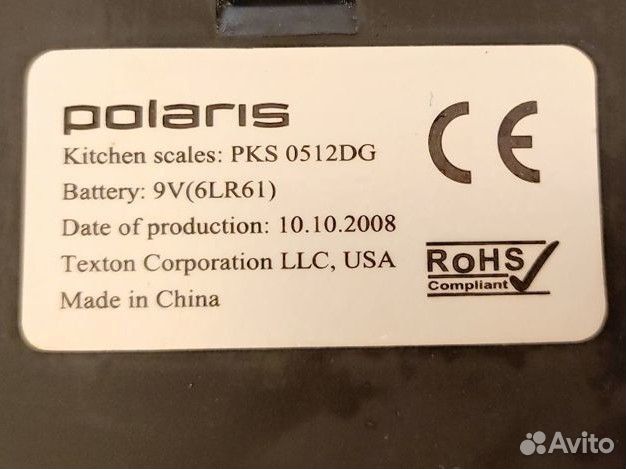 polaris
Kitchen scales: PKS 0512DG
Battery: 9V(6LR61)
Date of production: 10.10.2008
Texton Corporation LLC, USA
Made in China
CE
RoHS
Compliant
Avito